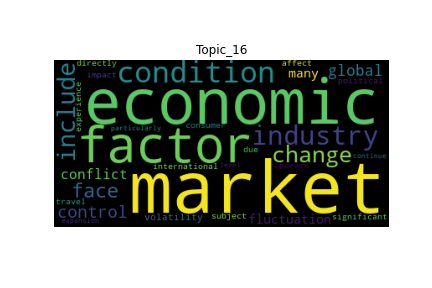 Topic_16
directly affect
impact condition many global political
experience include economic
particularly consumer
factor due industry
international level change continue
conflict market
face
control travel volatility subject fluctuation significant
expansion